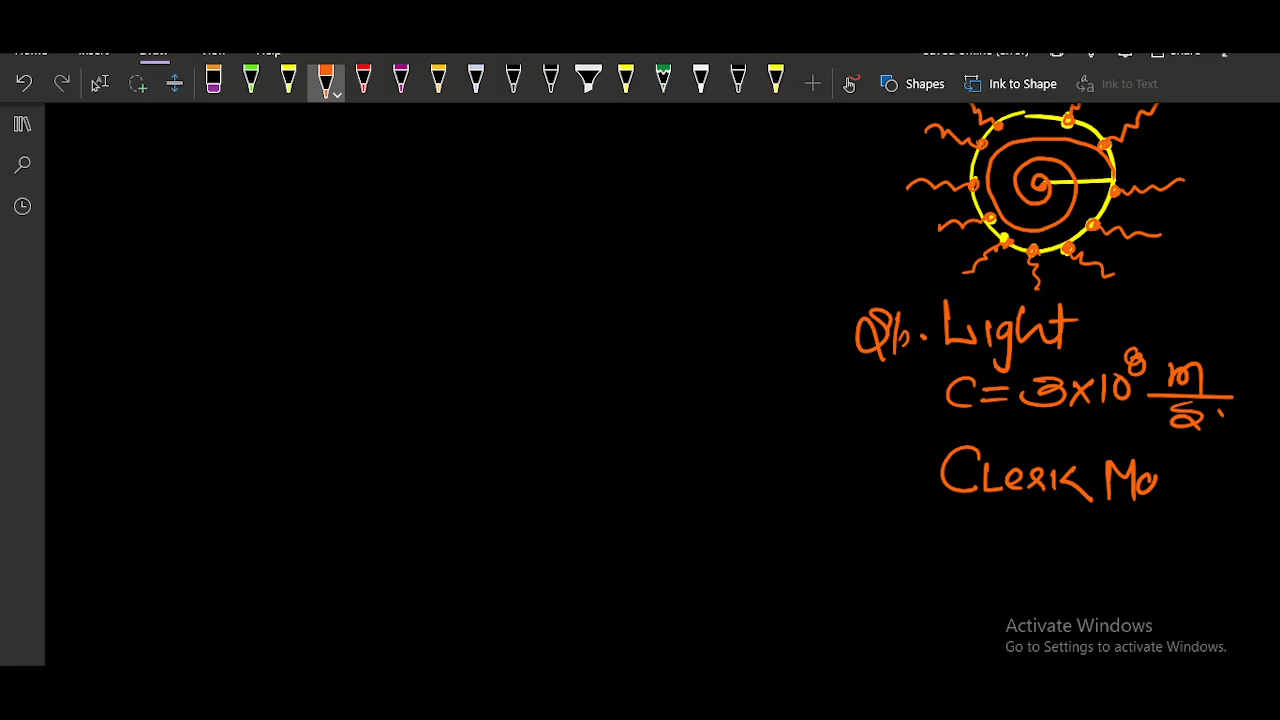 Shapes Ink to Shape Ink to Text
Light
C = 3×10⁸ m/s.
Clerk Ma
Activate Windows
Go to Settings to activate Windows.